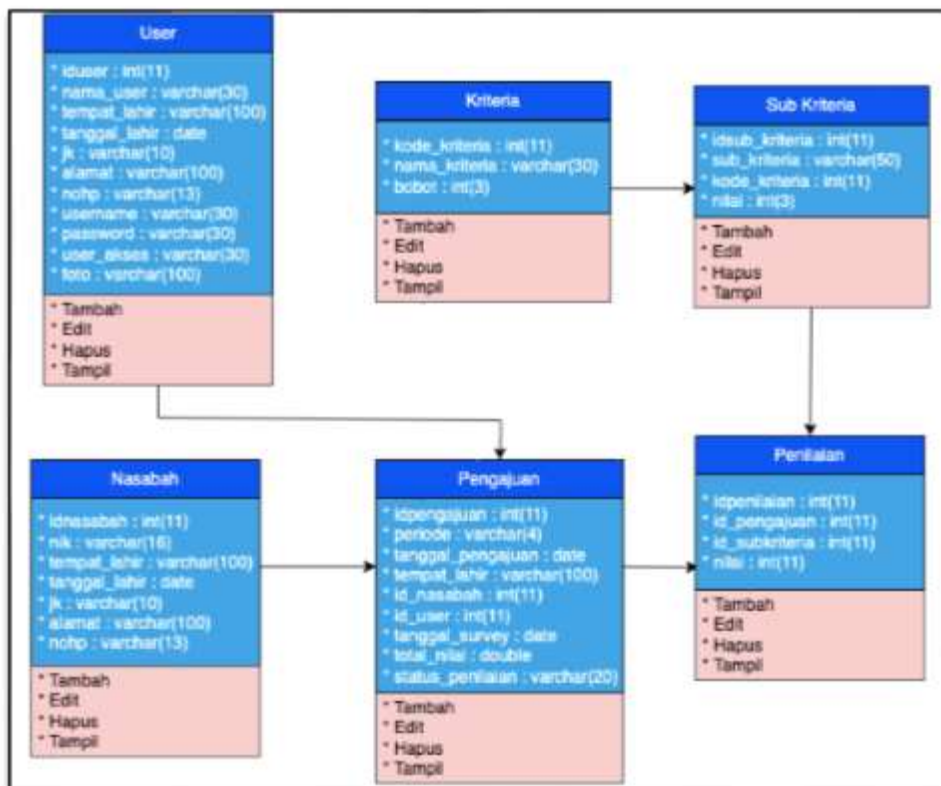 User
* iduser : int(11)
* nama_user : varchar(30)
* tempat_lahir : varchar(100)
* tanggal_lahir : date
* jk : varchar(10)
* alamat : varchar(100)
* nohp : varchar(13)
* username : varchar(30)
* password : varchar(30)
* user_akses : varchar(30)
* foto : varchar(100)
* Tambah
* Edit
* Hapus
* Tampil
Kriteria
* kode_kriteria : int(11)
* nama_kriteria : varchar(30)
* bobot : int(3)
* Tambah
* Edit
* Hapus
* Tampil
Sub Kriteria
* idsub_kriteria : int(11)
* sub_kriteria : varchar(50)
* kode_kriteria : int(11)
* nilai : int(3)
* Tambah
* Edit
* Hapus
* Tampil
Nasabah
* idnasabah : int(11)
* nik : varchar(16)
* tempat_lahir : varchar(100)
* tanggal_lahir : date
* jk : varchar(10)
* alamat : varchar(100)
* nohp : varchar(13)
* Tambah
* Edit
* Hapus
* Tampil
Pengajuan
* idpengajuan : int(11)
* periode : varchar(4)
* tanggal_pengajuan : date
* tempat_lahir : varchar(100)
* id_nasabah : int(11)
* id_user : int(11)
* tanggal_survey : date
* total_nilai : double
* status_penilaian : varchar(20)
* Tambah
* Edit
* Hapus
* Tampil
Penilaian
* idpenilaian : int(11)
* id_pengajuan : int(11)
* id_subkriteria : int(11)
* nilai : int(11)
* Tambah
* Edit
* Hapus
* Tampil